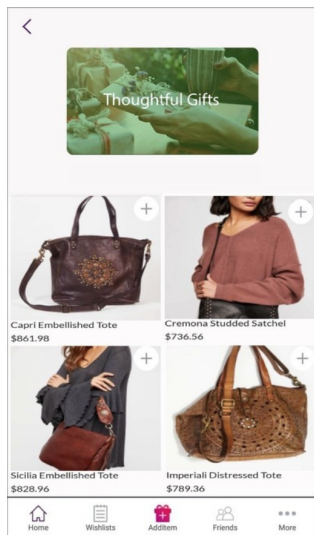 Thoughtful Gifts
Capri Embellished Tote
$861.98
Cremona Studded Satchel
$736.56
Sicilia Embellished Tote
$828.96
Imperiali Distressed Tote
$789.36
Home
Wishlists
AddItem
Friends
More